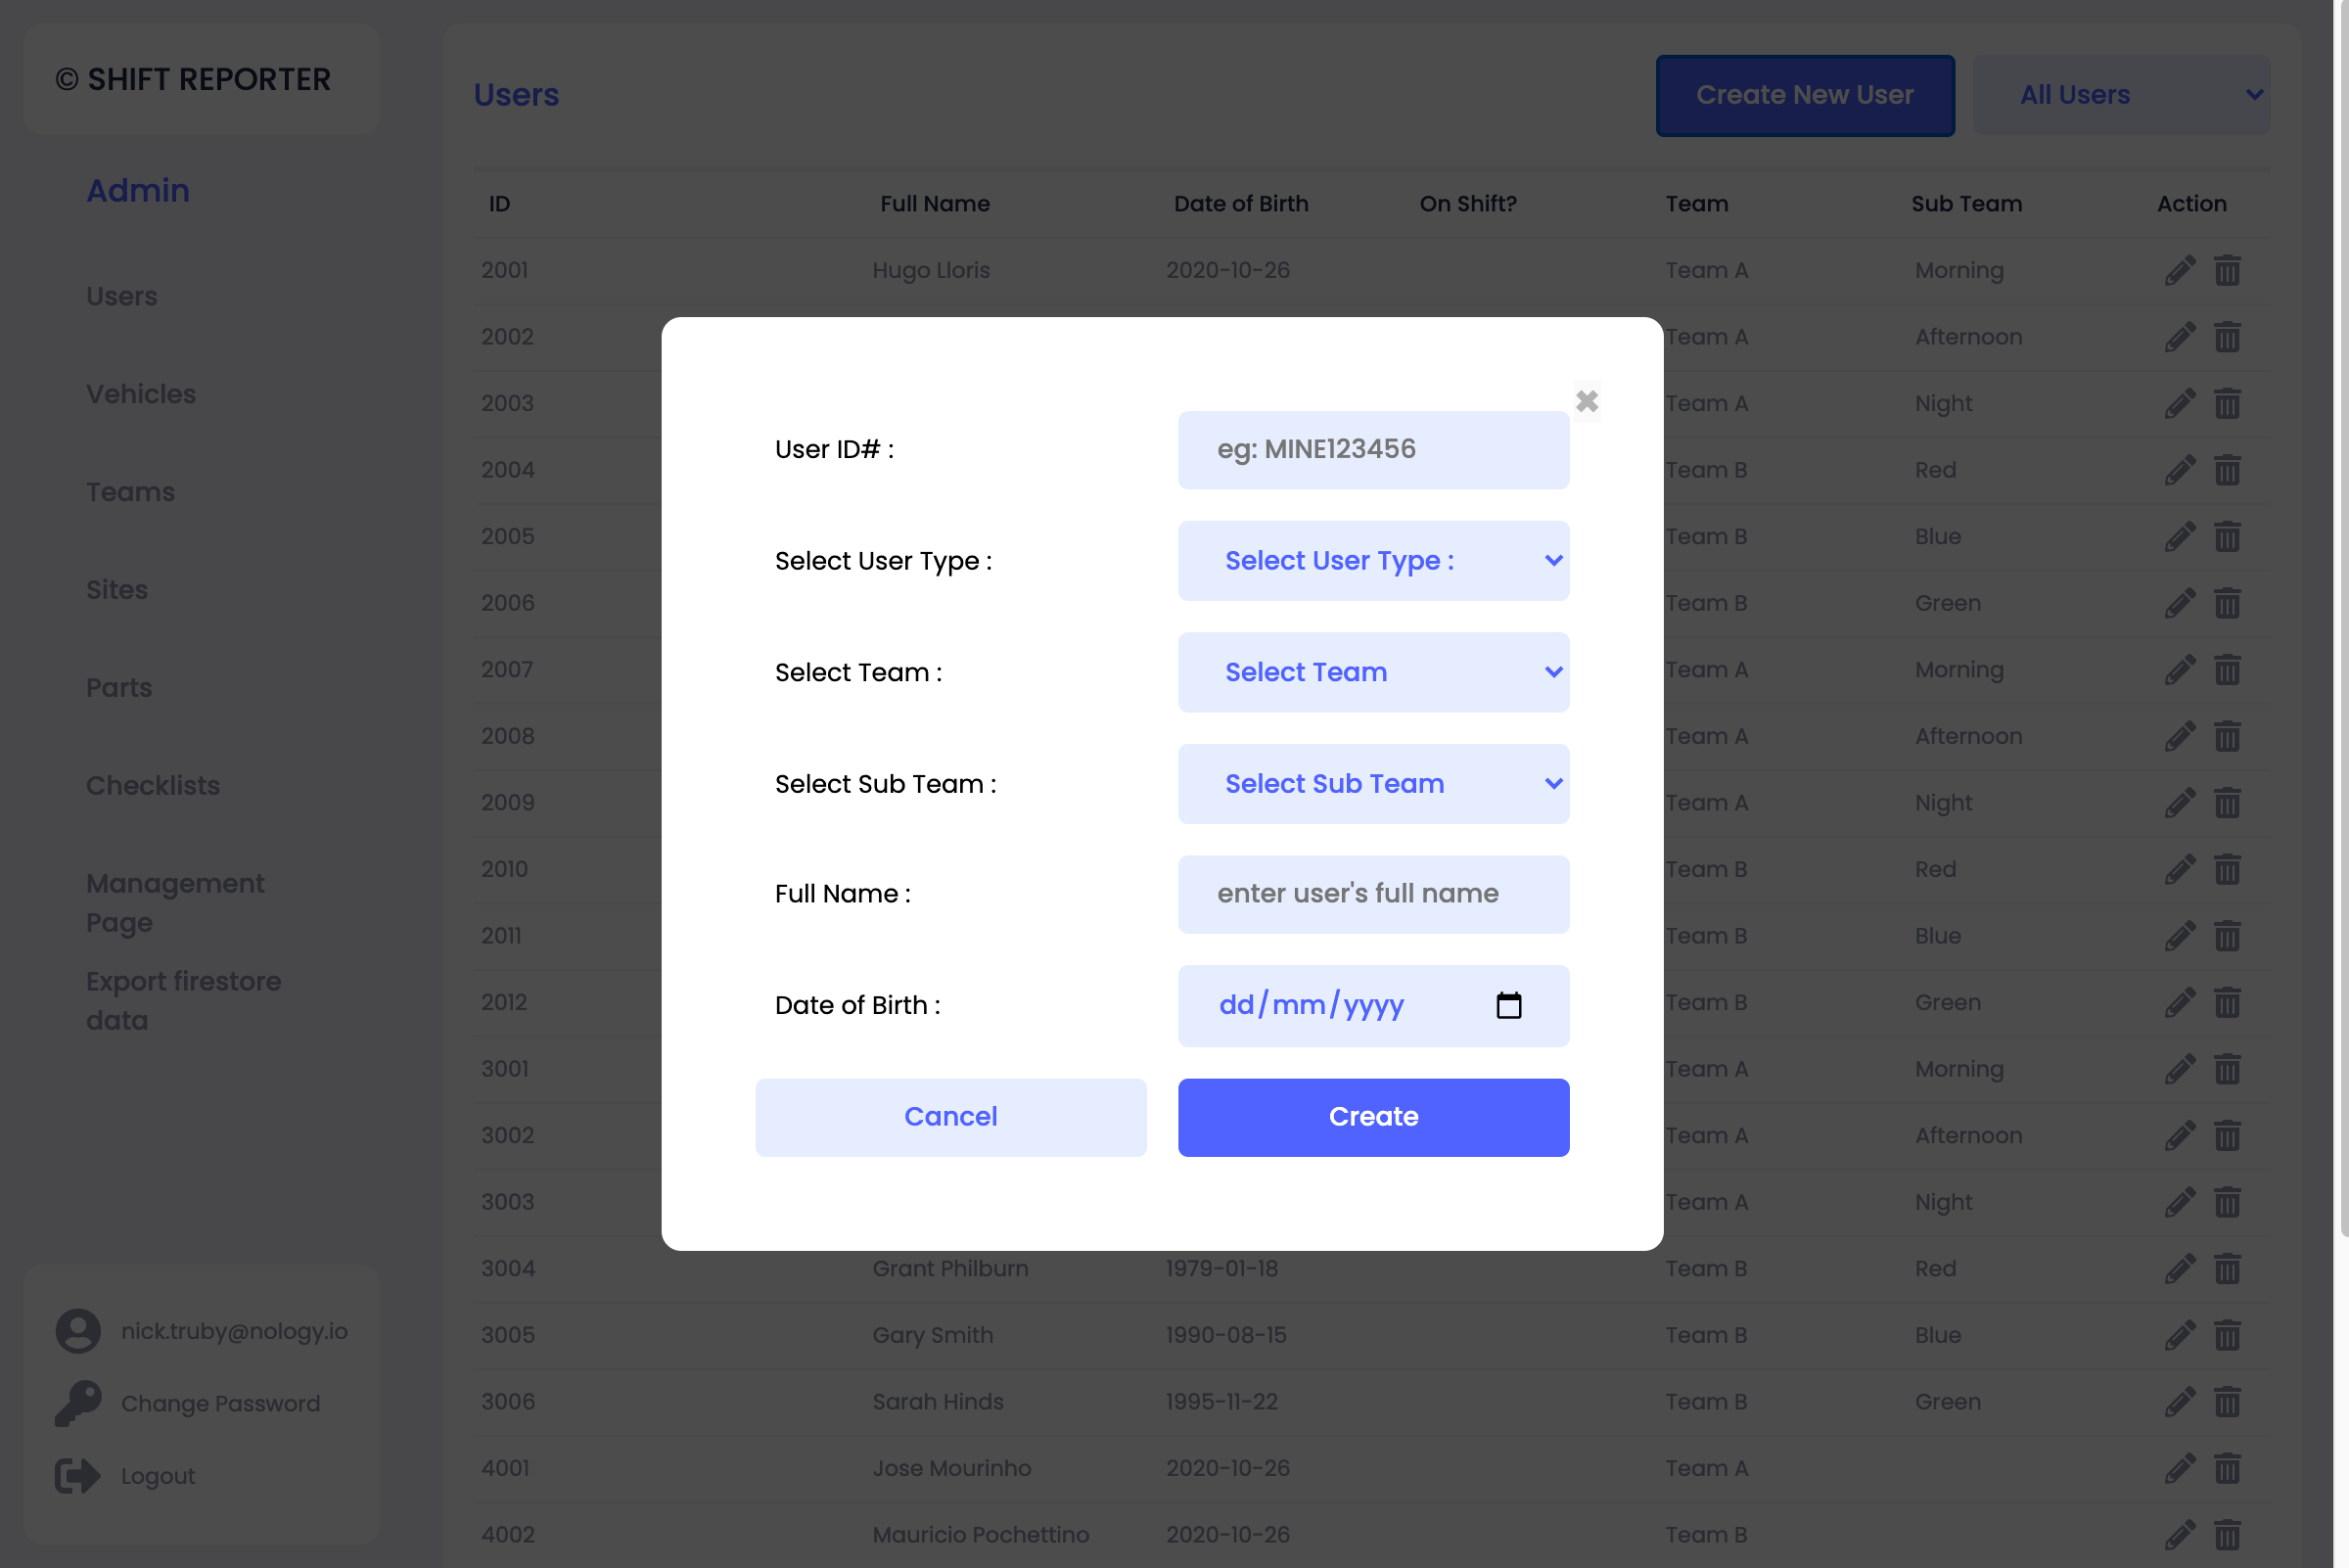 © SHIFT REPORTER
Admin
Users
Vehicles
Teams
Sites
Parts
Checklists
Management
Page
Export firestore
data
nick.truby@nology.io
Change Password
Logout
Users
Create New User
All Users
ID Full Name Date of Birth On Shift? Team Sub Team Action
2001 Hugo Lloris 2020-10-26 Team A Morning
2002 Team A Afternoon
2003 Team A Night
2004 Team B Red
2005 Team B Blue
2006 Team B Green
2007 Team A Morning
2008 Team A Afternoon
2009 Team A Night
2010 Team B Red
2011 Team B Blue
2012 Team B Green
3001 Team A Morning
3002 Team A Afternoon
3003 Team A Night
3004 Grant Philburn 1979-01-18 Team B Red
3005 Gary Smith 1990-08-15 Team B Blue
3006 Sarah Hinds 1995-11-22 Team B Green
4001 Jose Mourinho 2020-10-26 Team A
4002 Mauricio Pochettino 2020-10-26 Team B
User ID# : eg: MINE123456
Select User Type : Select User Type :
Select Team : Select Team
Select Sub Team : Select Sub Team
Full Name : enter user's full name
Date of Birth : dd/mm/yyyy
Cancel Create